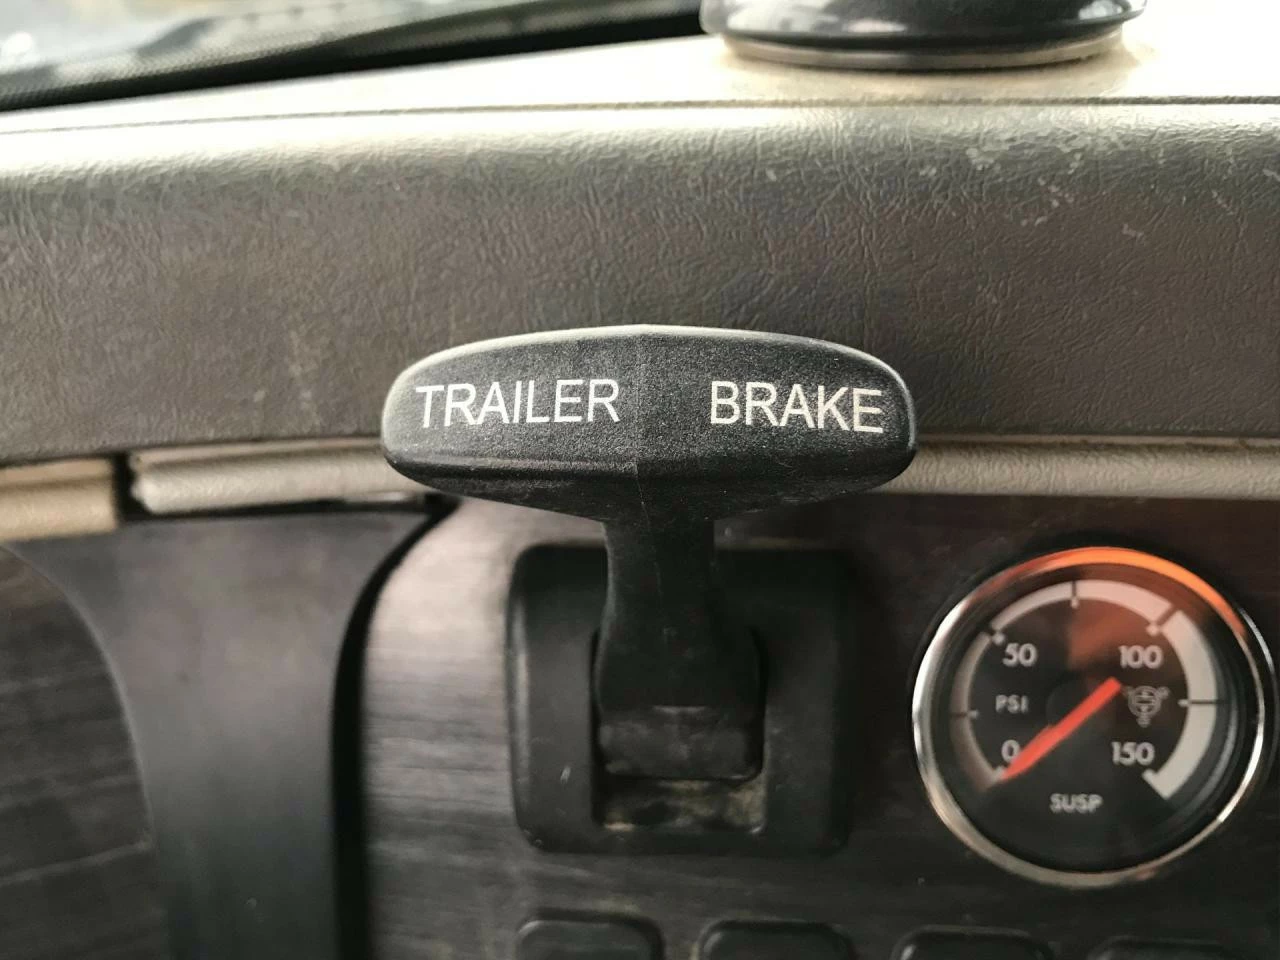 TRAILER BRAKE
50 100
PSI
0 150
SUSP